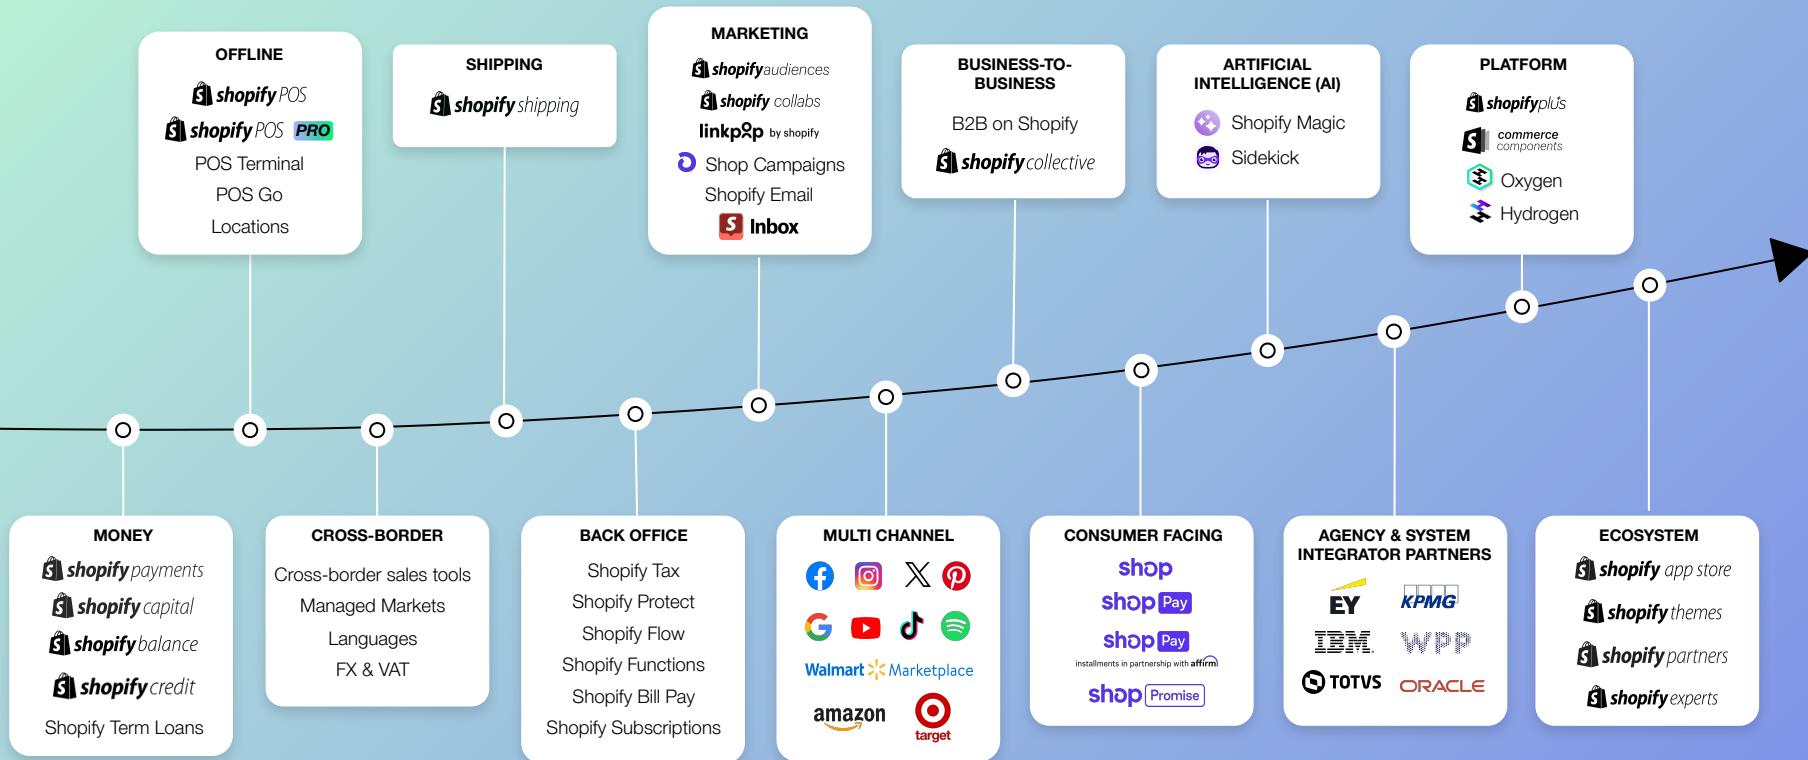 OFFLINE
shopify POS
shopify POS PRO
POS Terminal
POS Go
Locations
SHIPPING
shopify shipping
MARKETING
shopify audiences
shopify collabs
linkpop by shopify
Shop Campaigns
Shopify Email
Inbox
BUSINESS-TO-
BUSINESS
B2B on Shopify
shopify collective
ARTIFICIAL
INTELLIGENCE (AI)
Shopify Magic
Sidekick
PLATFORM
shopify plus
commerce
components
Oxygen
Hydrogen
MONEY
shopify payments
shopify capital
shopify balance
shopify credit
Shopify Term Loans
CROSS-BORDER
Cross-border sales tools
Managed Markets
Languages
FX & VAT
BACK OFFICE
Shopify Tax
Shopify Protect
Shopify Flow
Shopify Functions
Shopify Bill Pay
Shopify Subscriptions
MULTI CHANNEL
Walmart Marketplace
amazon
target
CONSUMER FACING
shop
shop Pay
shop Pay
installments in partnership with affirm
shop Promise
AGENCY & SYSTEM
INTEGRATOR PARTNERS
EY KPMG
IBM WPP
TOTVS ORACLE
ECOSYSTEM
shopify app store
shopify themes
shopify partners
shopify experts